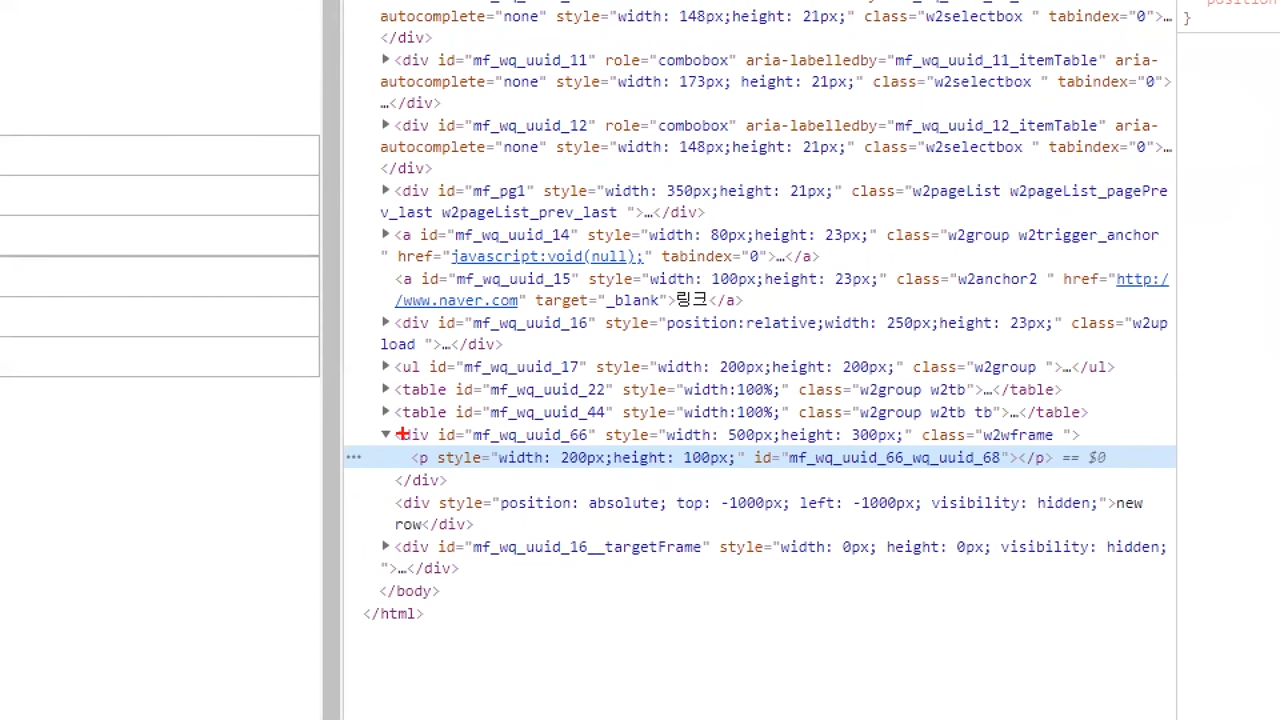 autocomplete="none" style="width: 148px;height: 21px;" class="w2selectbox " tabindex="0">…
</div>
<div id="mf_wq_uuid_11" role="combobox" aria-labelledby="mf_wq_uuid_11_itemTable" aria-
autocomplete="none" style="width: 173px; height: 21px;" class="w2selectbox " tabindex="0">
…</div>
<div id="mf_wq_uuid_12" role="combobox" aria-labelledby="mf_wq_uuid_12_itemTable" aria-
autocomplete="none" style="width: 148px;height: 21px;" class="w2selectbox " tabindex="0">…
</div>
<div id="mf_pg1" style="width: 350px;height: 21px;" class="w2pageList w2pageList_pagePre
v_last w2pageList_prev_last ">…</div>
<a id="mf_wq_uuid_14" style="width: 80px;height: 23px;" class="w2group w2trigger_anchor
" href="javascript:void(null);" tabindex="0">…</a>
<a id="mf_wq_uuid_15" style="width: 100px;height: 23px;" class="w2anchor2 " href="http:/
/www.naver.com" target="_blank">링크</a>
<div id="mf_wq_uuid_16" style="position:relative;width: 250px;height: 23px;" class="w2up
load ">…</div>
<ul id="mf_wq_uuid_17" style="width: 200px;height: 200px;" class="w2group ">…</ul>
<table id="mf_wq_uuid_22" style="width:100%;" class="w2group w2tb">…</table>
<table id="mf_wq_uuid_44" style="width:100%;" class="w2group w2tb tb">…</table>
<div id="mf_wq_uuid_66" style="width: 500px;height: 300px;" class="w2wframe ">
<p style="width: 200px;height: 100px;" id="mf_wq_uuid_66_wq_uuid_68"></p> == $0
</div>
<div style="position: absolute; top: -1000px; left: -1000px; visibility: hidden;">new
row</div>
<div id="mf_wq_uuid_16__targetFrame" style="width: 0px; height: 0px; visibility: hidden;
">…</div>
</body>
</html>
position
}